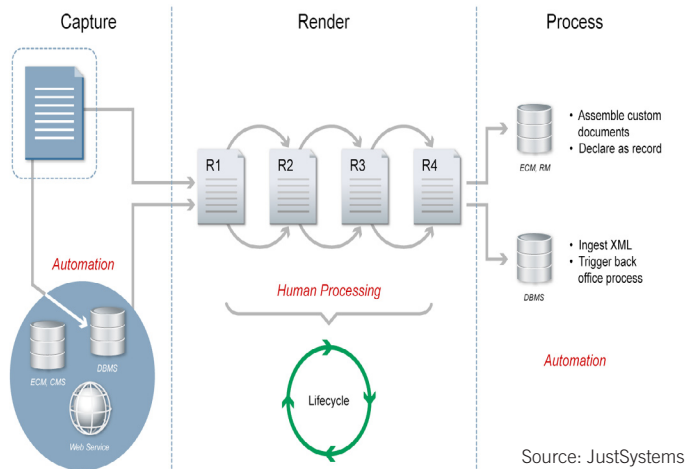 Capture
Render
Process
R1
R2
R3
R4
ECM, RM
• Assemble custom
documents
• Declare as record
DBMS
• Ingest XML
• Trigger back
office process
Automation
Human Processing
DBMS
ECM, CMS
Web Service
Lifecycle
Automation
Source: JustSystems